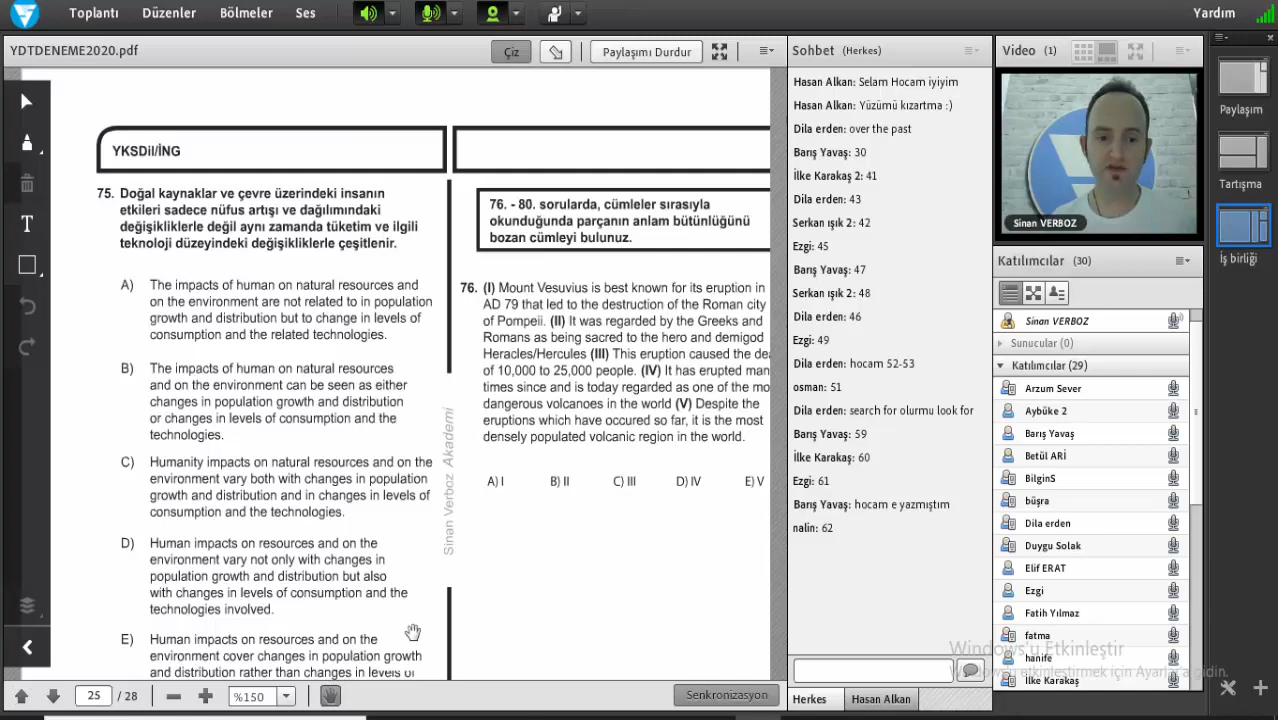 Toplantı Düzenler Bölmeler Ses Yardım
YDTDENEME2020.pdf
Çiz
Paylaşımı Durdur
YKSDil/İNG
75. Doğal kaynaklar ve çevre üzerindeki insanın
etkileri sadece nüfus artışı ve dağılımındaki
değişikliklerle değil aynı zamanda tüketim ve ilgili
teknoloji düzeyindeki değişikliklerle çeşitlenir.
A) The impacts of human on natural resources and
on the environment are not related to in population
growth and distribution but to change in levels of
consumption and the related technologies.
B) The impacts of human on natural resources
and on the environment can be seen as either
changes in population growth and distribution
or changes in levels of consumption and the
technologies.
C) Humanity impacts on natural resources and on the
environment vary both with changes in population
growth and distribution and in changes in levels of
consumption and the technologies.
D) Human impacts on resources and on the
environment vary not only with changes in
population growth and distribution but also
with changes in levels of consumption and the
technologies involved.
E) Human impacts on resources and on the
environment cover changes in population growth
and distribution rather than changes in levels of
Sinan Verboz Akademi
76. - 80. sorularda, cümleler sırasıyla
okunduğunda parçanın anlam bütünlüğünü
bozan cümleyi bulunuz.
76. (I) Mount Vesuvius is best known for its eruption in
AD 79 that led to the destruction of the Roman city
of Pompeii. (II) It was regarded by the Greeks and
Romans as being sacred to the hero and demigod
Heracles/Hercules (III) This eruption caused the dea
of 10,000 to 25,000 people. (IV) It has erupted man
times since and is today regarded as one of the mo
dangerous volcanoes in the world (V) Despite the
eruptions which have occured so far, it is the most
densely populated volcanic region in the world.
A) I B) II C) III D) IV E) V
25 / 28
%150
Senkronizasyon
Sohbet (Herkes)
Hasan Alkan: Selam Hocam iyiyim
Hasan Alkan: Yüzümü kızartma :)
Dila erden: over the past
Barış Yavaş: 30
İlke Karakaş 2: 41
Dila erden: 43
Serkan ışik 2: 42
Ezgi: 45
Barış Yavaş: 47
Serkan ışik 2: 48
Dila erden: 46
Ezgi: 49
Dila erden: hocam 52-53
osman: 51
Dila erden: search for olurmu look for
Barış Yavaş: 59
İlke Karakaş: 60
Ezgi: 61
Barış Yavaş: hocam e yazmıştim
nalin: 62
Herkes
Hasan Alkan
Video (1)
Sinan VERBOZ
Katılımcılar (30)
Sinan VERBOZ
Sunucular (0)
Katılımcılar (29)
Arzum Sever
Aybüke 2
Barış Yavaş
Betül ARİ
BilginS
büşra
Dila erden
Duygu Solak
Elif ERAT
Ezgi
Fatih Yılmaz
fatma
hanife
İlke Karakaş
Paylaşım
Tartışma
İş birliği
Windows'u Etkinleştir
Windows'u etkinleştirmek için Ayarlar'a gidin.